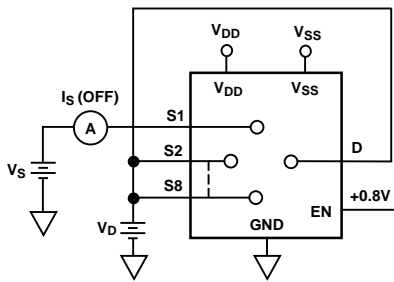 V_DD V_SS
I_S (OFF)
V_DD V_SS
A
S1
S2
D
V_S
S8
+0.8V
V_D
GND
EN